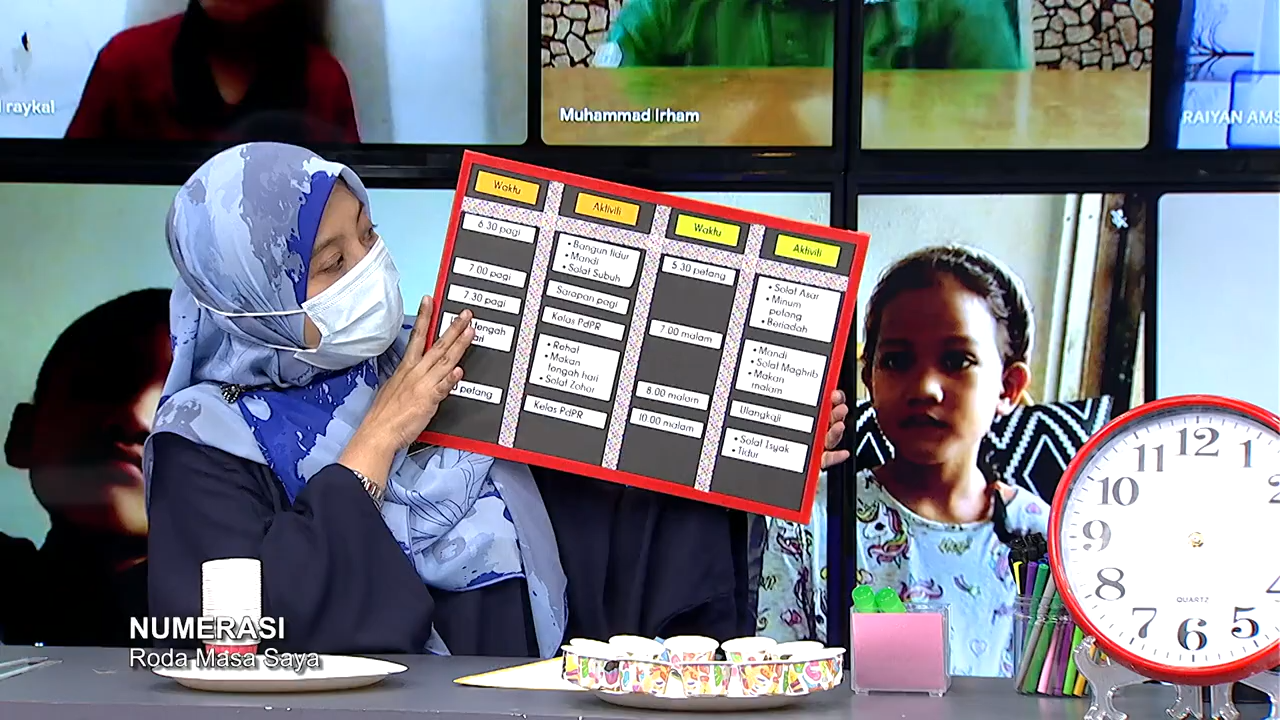 raykal
Muhammad Irham
RAIYAN AMS
Waktu
Aktiviti
Waktu
Aktiviti
6.30 pagi
• Bangun tidur
• Mandi
• Solat Subuh
7.00 pagi
Sarapan pagi
7.30 pagi
Kelas PdPR
tengah
• Rehat
• Makan
tengah hari
• Solat Zohor
petang
Kelas PdPR
5.30 petang
• Solat Asar
• Minum
petang
• Beriadah
7.00 malam
• Mandi
• Solat Maghrib
• Makan
malam
8.00 malam
Ulangkaji
10.00 malam
• Solat Isyak
• Tidur
12
1
11
10
9
8
7
6
5
QUARTZ
NUMERASI
Roda Masa Saya